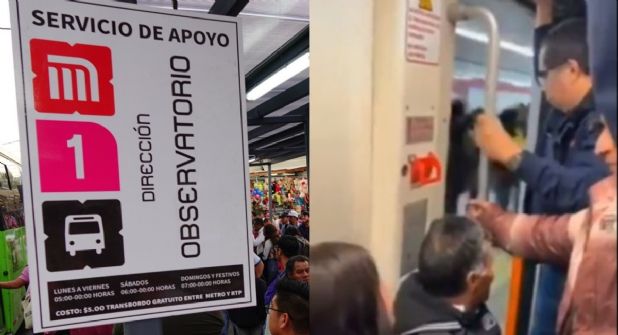 SERVICIO DE APOYO
1
DIRECCIÓN
OBSERVATORIO
LUNES A VIERNES SÁBADOS DOMINGOS Y FESTIVOS
05:00-00:00 HORAS 06:00-00:00 HORAS 07:00-00:00 HORAS
COSTO: $5.00 TRANSBORDO GRATUITO ENTRE METRO Y RTP